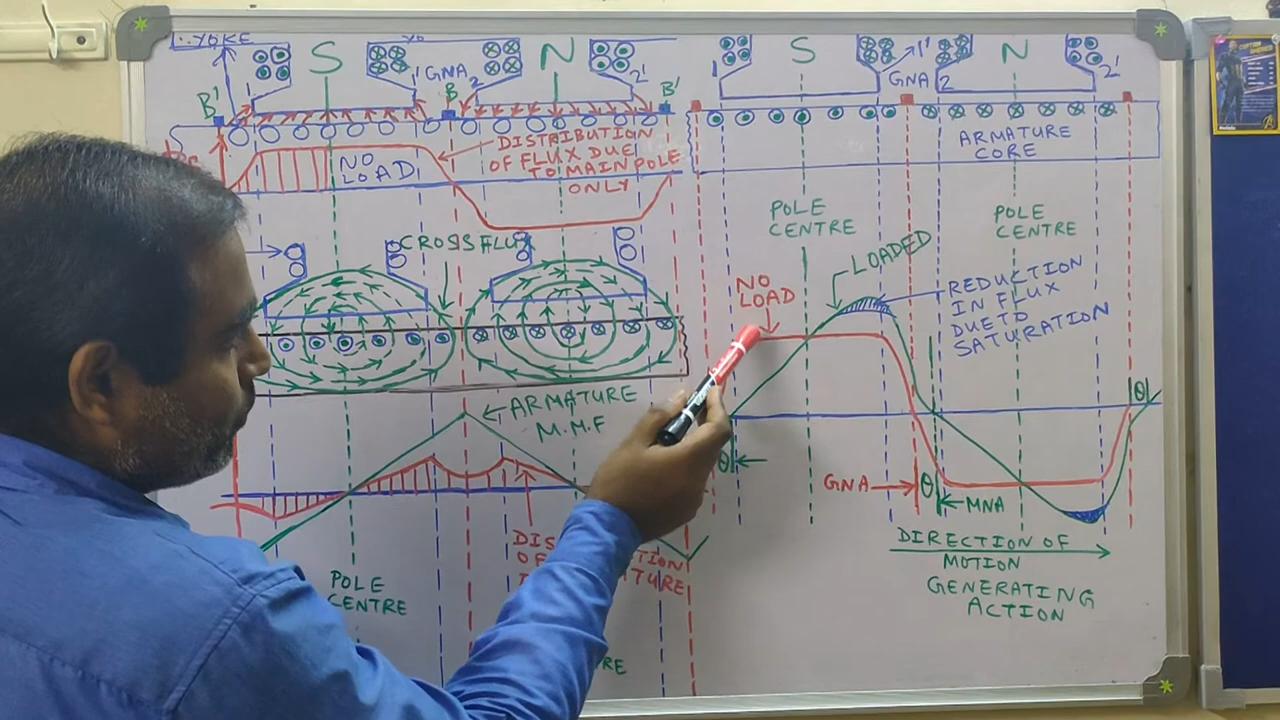 YOKE
S
N
B'
1'
GNA
B
2
2'
B'
NO
LOAD
DISTRIBUTION
OF FLUX DUE
TO MAIN POLE
ONLY
CROSS FLUX
ARMATURE
M.M.F
POLE
CENTRE
1
S
1'
GNA
2
N
2'
ARMATURE
CORE
POLE
CENTRE
POLE
CENTRE
NO
LOAD
LOADED
REDUCTION
IN FLUX
DUE TO
SATURATION
θ
θ
GNA
θ
MNA
DIRECTION OF
MOTION
GENERATING
ACTION